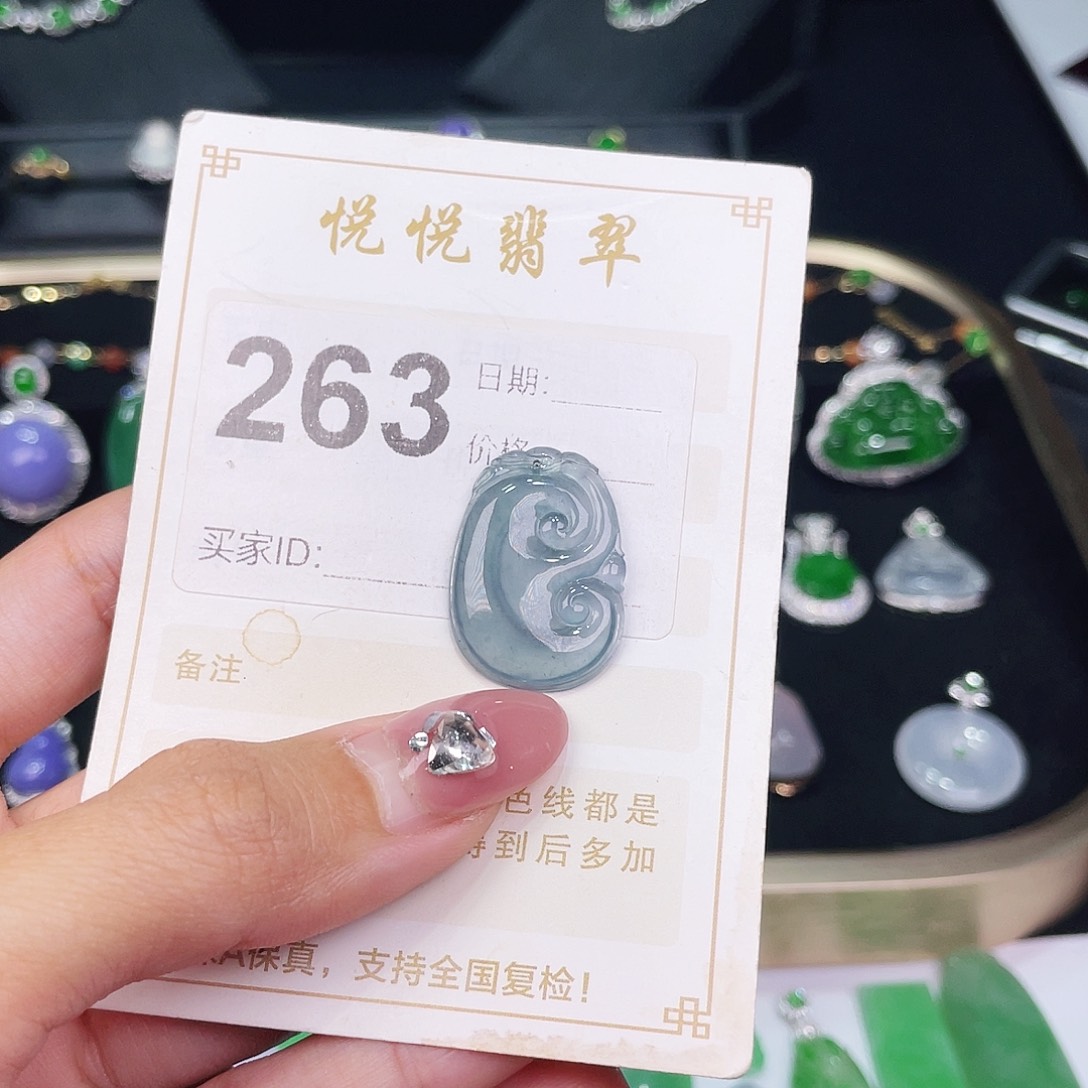 悦悦翡翠
263
日期:
价格
买家ID:
备注
色线都是
到后多加
A保真，支持全国复检!